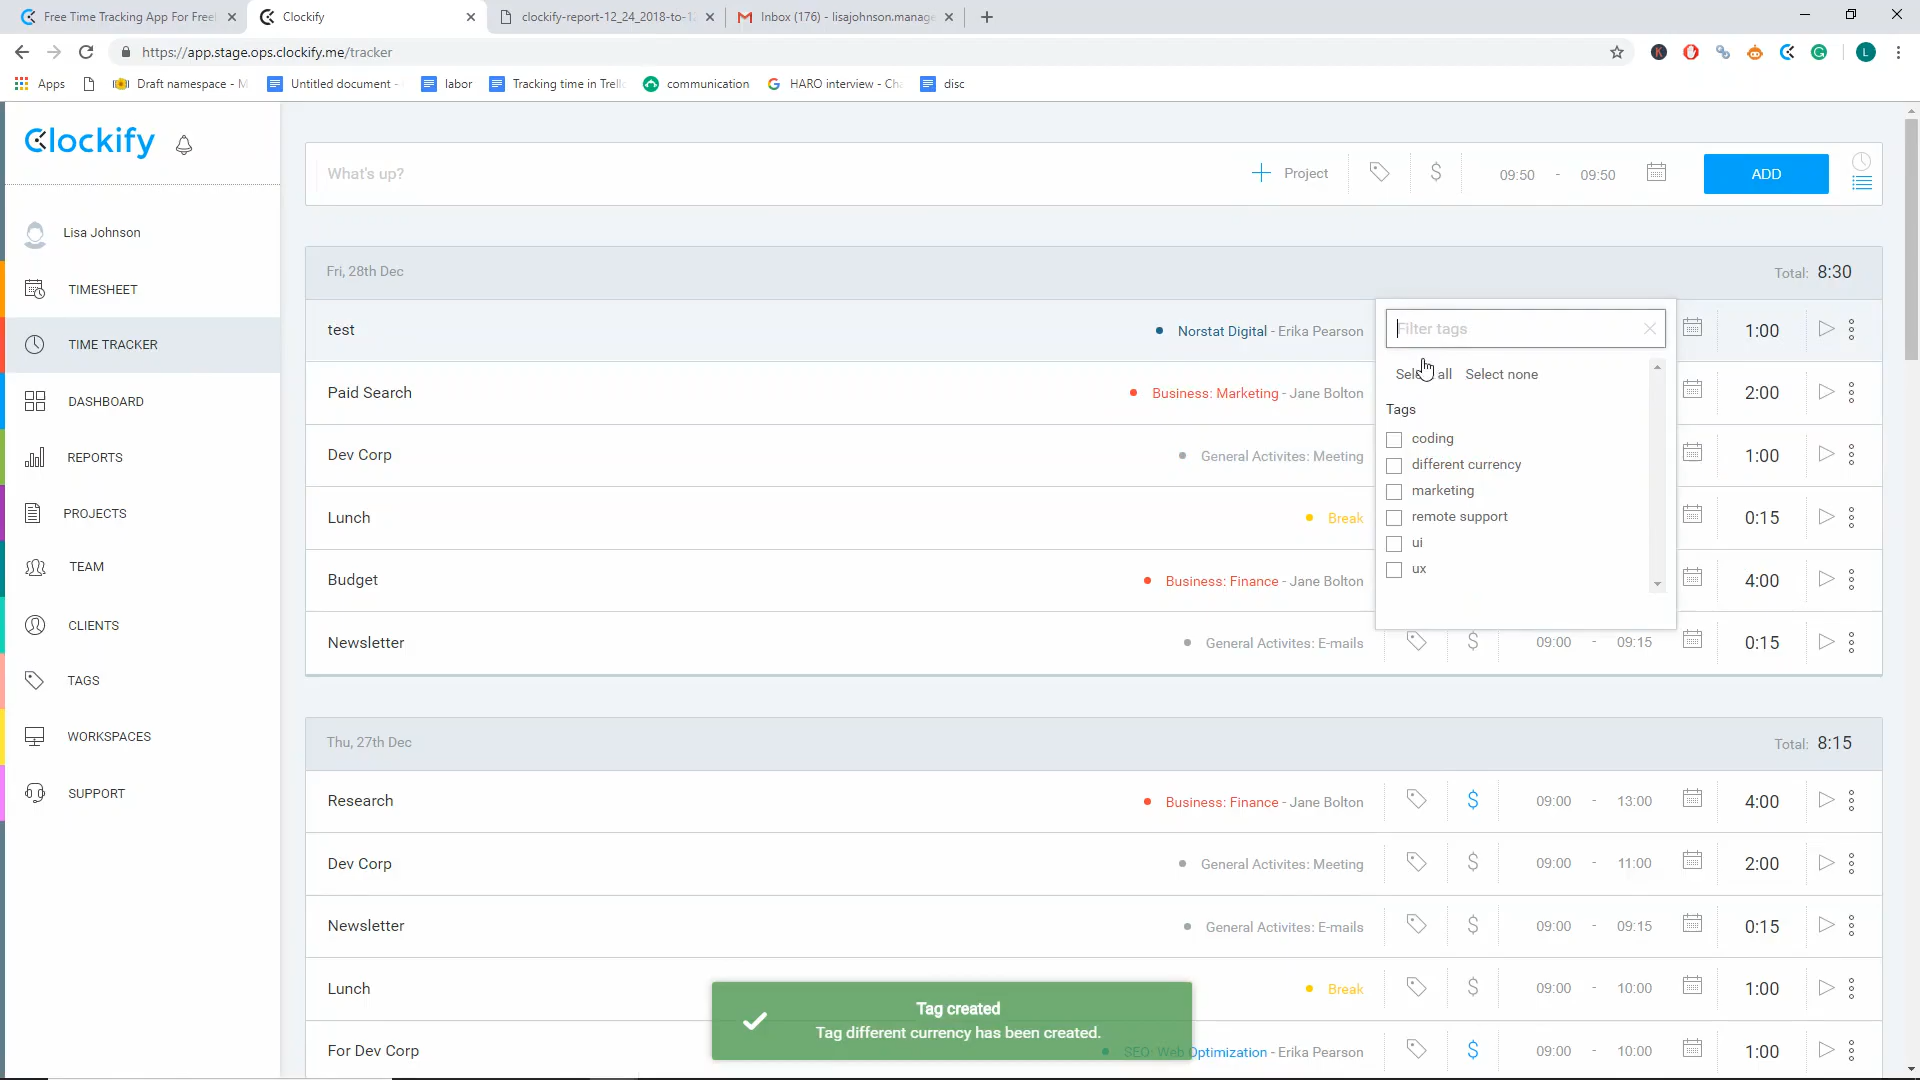 Free Time Tracking App For Free
Clockify
clockify-report-12_24_2018-to-12
Inbox (176) - lisajohnson.manage
https://app.stage.ops.clockify.me/tracker
L
Apps
Draft namespace - M
Untitled document -
labor
Tracking time in Trello
communication
HARO interview - Cha
disc
Clockify
What's up?
Project
$
09:50 - 09:50
ADD
Lisa Johnson
TIMESHEET
TIME TRACKER
DASHBOARD
REPORTS
PROJECTS
TEAM
CLIENTS
TAGS
WORKSPACES
SUPPORT
Fri, 28th Dec
Total: 8:30
test
Norstat Digital - Erika Pearson
1:00
Paid Search
Business: Marketing - Jane Bolton
2:00
Dev Corp
General Activites: Meeting
1:00
Lunch
Break
0:15
Budget
Business: Finance - Jane Bolton
4:00
Newsletter
General Activites: E-mails
$
09:00 - 09:15
0:15
Filter tags
Select all Select none
Tags
coding
different currency
marketing
remote support
ui
ux
Thu, 27th Dec
Total: 8:15
Research
Business: Finance - Jane Bolton
$
09:00 - 13:00
4:00
Dev Corp
General Activites: Meeting
$
09:00 - 11:00
2:00
Newsletter
General Activites: E-mails
$
09:00 - 09:15
0:15
Lunch
Break
$
09:00 - 10:00
1:00
For Dev Corp
SEO: Web Optimization - Erika Pearson
$
09:00 - 10:00
1:00
Tag created
Tag different currency has been created.